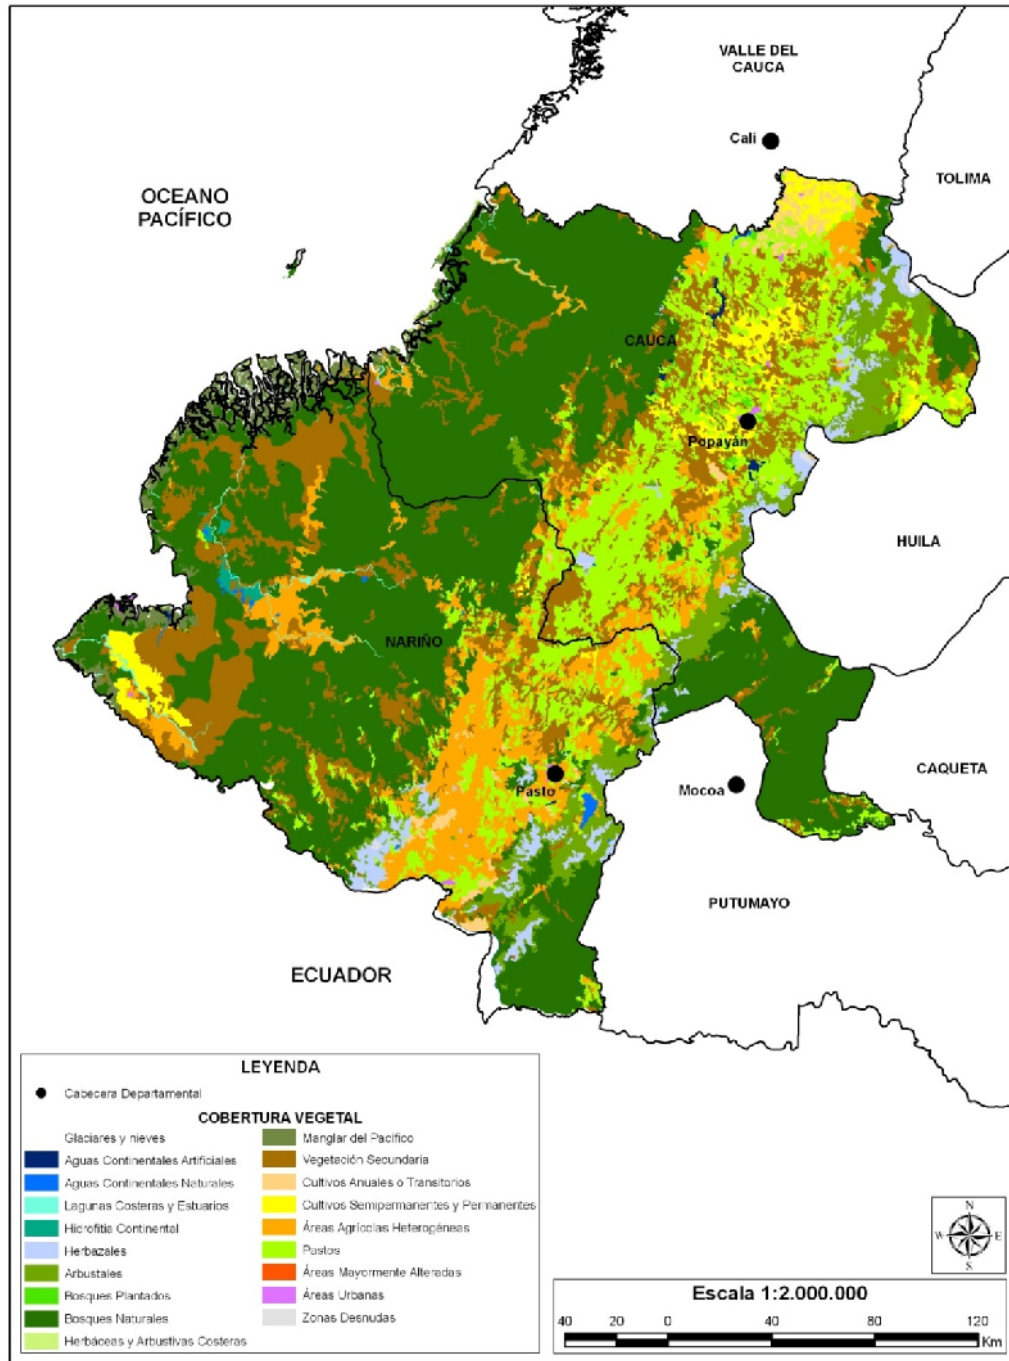 VALLE DEL
CAUCA
Cali
TOLIMA
OCEANO
PACÍFICO
CAUCA
Popayán
HUILA
NARIÑO
Pasto
Mocoa
CAQUETA
PUTUMAYO
ECUADOR
LEYENDA
Cabecera Departamental
COBERTURA VEGETAL
Glaciares y nieves
Aguas Continentales Artificiales
Aguas Continentales Naturales
Lagunas Costeras y Estuarios
Hidrofitia Continental
Herbazales
Arbustales
Bosques Plantados
Bosques Naturales
Herbáceas y Arbustivas Costeras
Manglar del Pacífico
Vegetación Secundaria
Cultivos Anuales o Transitorios
Cultivos Semipermanentes y Permanentes
Áreas Agrícolas Heterogéneas
Pastos
Áreas Mayormente Alteradas
Áreas Urbanas
Zonas Desnudas
N
W E
S
Escala 1:2.000.000
40 20 0 40 80 120
Km